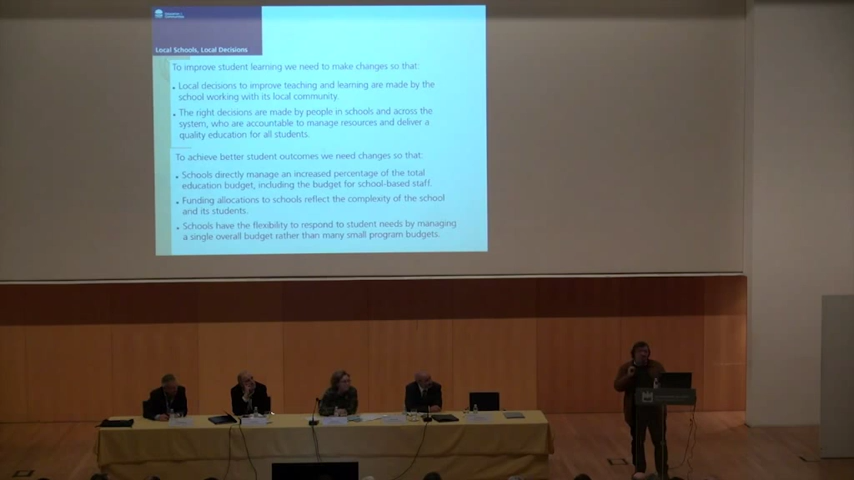 Education &
Communities
Local Schools, Local Decisions
To improve student learning we need to make changes so that:
• Local decisions to improve teaching and learning are made by the
school working with its local community.
• The right decisions are made by people in schools and across the
system, who are accountable to manage resources and deliver a
quality education for all students.
To achieve better student outcomes we need changes so that:
• Schools directly manage an increased percentage of the total
education budget, including the budget for school-based staff.
• Funding allocations to schools reflect the complexity of the school
and its students.
• Schools have the flexibility to respond to student needs by managing
a single overall budget rather than many small program budgets.